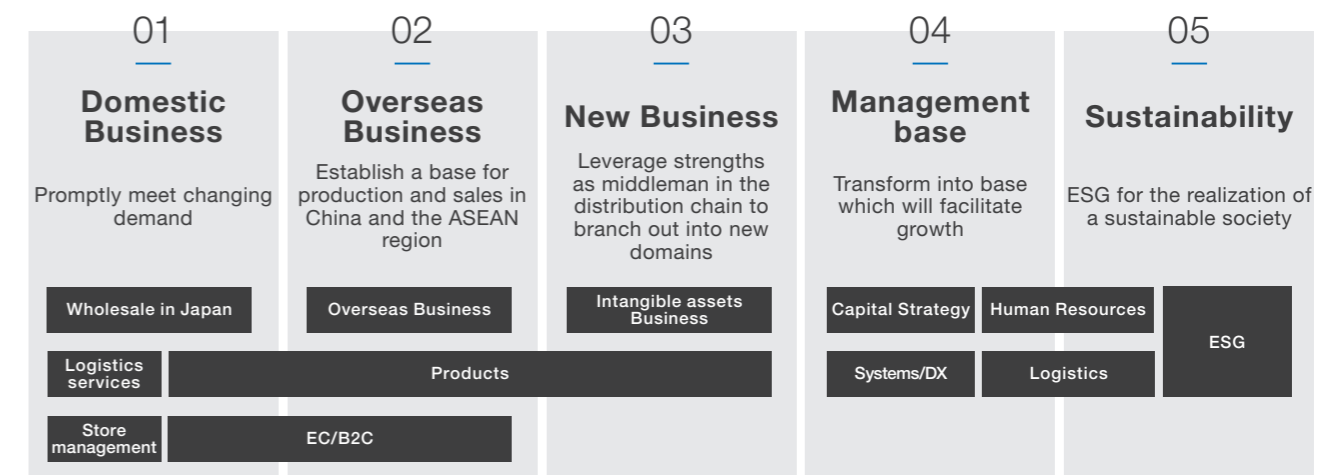 01
Domestic
Business
Promptly meet changing
demand
02
Overseas
Business
Establish a base for
production and sales in
China and the ASEAN
region
03
New Business
Leverage strengths
as middleman in the
distribution chain to
branch out into new
domains
04
Management
base
Transform into base
which will facilitate
growth
05
Sustainability
ESG for the realization of
a sustainable society
Wholesale in Japan
Overseas Business
Intangible assets
Business
Capital Strategy
Human Resources
ESG
Logistics
services
Products
Systems/DX
Logistics
Store
management
EC/B2C